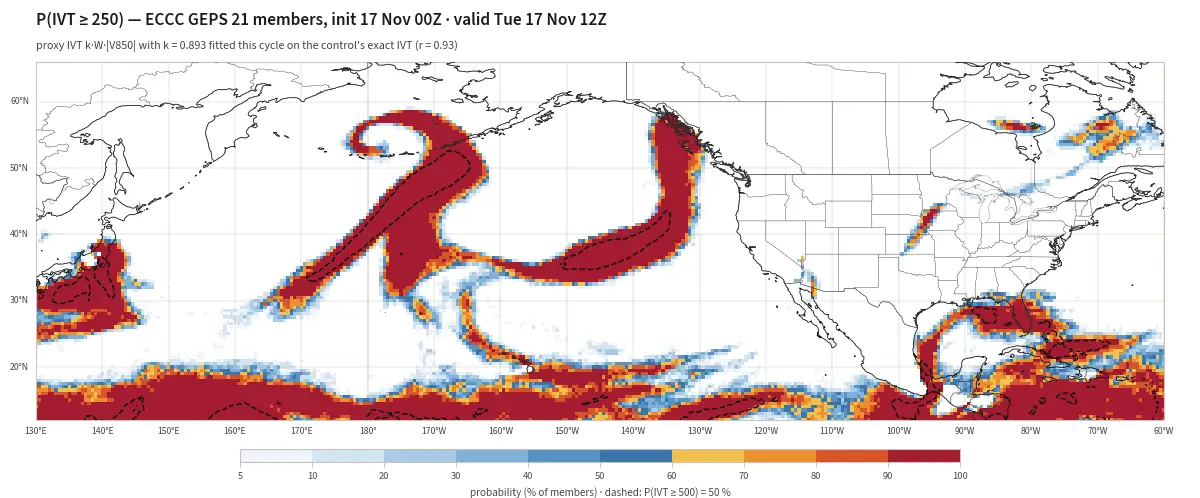 P(IVT ≥ 250) — ECCC GEPS 21 members, init 17 Nov 00Z · valid Tue 17 Nov 12Z
proxy IVT k·W·|V850| with k = 0.893 fitted this cycle on the control's exact IVT (r = 0.93)
60°N
50°N
40°N
30°N
20°N
130°E 140°E 150°E 160°E 170°E 180° 170°W 160°W 150°W 140°W 130°W 120°W 110°W 100°W 90°W 80°W 70°W 60°W
5 10 20 30 40 50 60 70 80 90 100
probability (% of members) · dashed: P(IVT ≥ 500) = 50 %